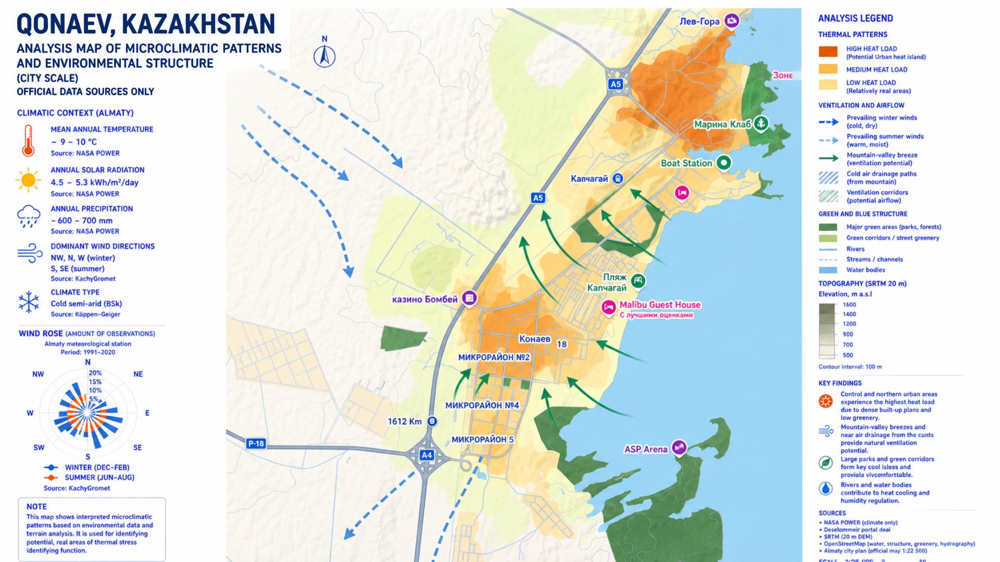 QONAEV, KAZAKHSTAN
ANALYSIS MAP OF MICROCLIMATIC PATTERNS
AND ENVIRONMENTAL STRUCTURE
(CITY SCALE)
OFFICIAL DATA SOURCES ONLY
CLIMATIC CONTEXT (ALMATY)
MEAN ANNUAL TEMPERATURE
– 9 – 10 °C
Source: NASA POWER
ANNUAL SOLAR RADIATION
4.5 – 5.3 kWh/m²/day
Source: NASA POWER
ANNUAL PRECIPITATION
– 600 – 700 mm
Source: NASA POWER
DOMINANT WIND DIRECTIONS
NW, N, W (winter)
S, SE (summer)
Source: KachyGromet
CLIMATE TYPE
Cold semi-arid (BSk)
Source: Köppen–Geiger
WIND ROSE (AMOUNT OF OBSERVATIONS)
Almaty meteorological station
Period: 1991–2020
N
NW
NE
20%
15%
10%
5%
W
E
SW
SE
S
WINTER (DEC–FEB)
SUMMER (JUN–AUG)
Source: KachyGromet
NOTE
This map shows interpreted microclimatic
patterns based on environmental data and
terrain analysis. It is used for identifying
potential, real areas of thermal stress
identifying function.
N
Лев-Гора
A5
Зоне
Марина Клаб
Boat Station
Капчагай
A5
Пляж
Капчагай
казино Бомбей
Malibu Guest House
С лучшими оценками
Конаев
18
МИКРОРАЙОН №2
МИКРОРАЙОН №4
1612 Km
МИКРОРАЙОН 5
P-18
A4
ASP Arena
ANALYSIS LEGEND
THERMAL PATTERNS
HIGH HEAT LOAD
(Potential Urban heat island)
MEDIUM HEAT LOAD
LOW HEAT LOAD
(Relatively real areas)
VENTILATION AND AIRFLOW
Prevailing winter winds
(cold, dry)
Prevailing summer winds
(warm, moist)
Mountain-valley breeze
(ventilation potential)
Cold air drainage paths
(from mountain)
Ventilation corridors
(potential airflow)
GREEN AND BLUE STRUCTURE
Major green areas (parks, forests)
Green corridors / street greenery
Rivers
Streams / channels
Water bodies
TOPOGRAPHY (SRTM 20 m)
Elevation, m a.s.l
1600
1400
1200
900
700
500
Contour interval: 100 m
KEY FINDINGS
Control and northern urban areas
experience the highest heat load
due to dense built-up plans and
low greenery.
Mountain-valley breezes and
near air drainage from the cunts
provide natural ventilation
potential.
Large parks and green corridors
form key cool isless and
proviola vivcomforttable.
Rivers and water bodies
contribute to heat cooling and
humidity regulation.
SOURCES
• NASA POWER (climate only)
• Deselommeir portal deai
• SRTM (20 m DEM)
• OpenStreetMap (water, structure, greenery, hydrography)
• Almaty city plan (official may 1:22 500)